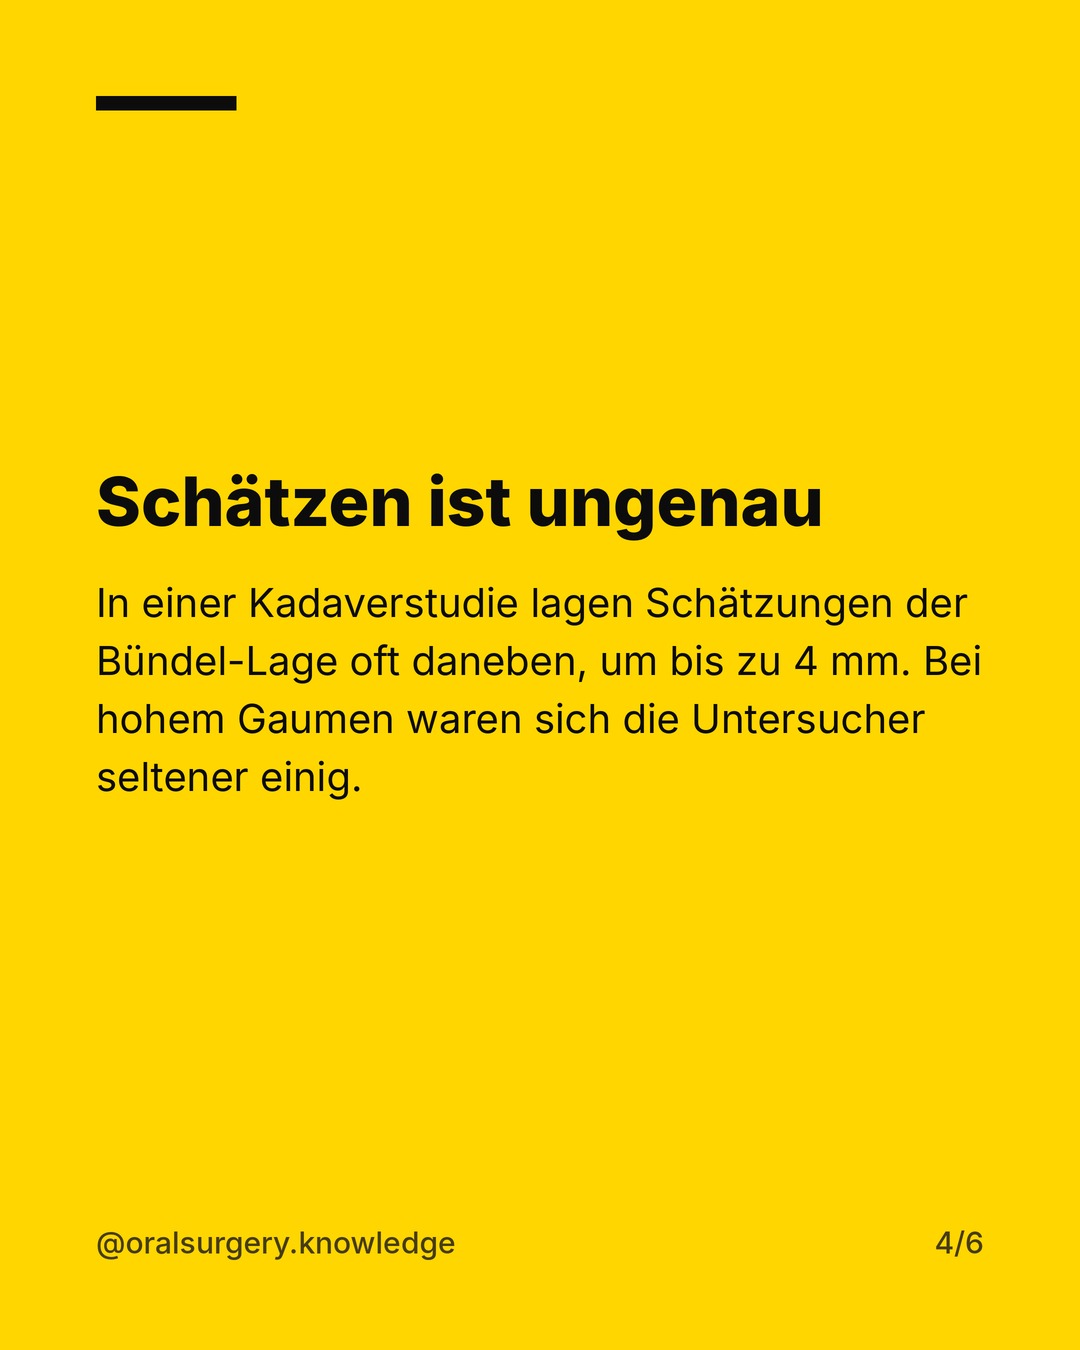 Schätzen ist ungenau
In einer Kadaverstudie lagen Schätzungen der
Bündel-Lage oft daneben, um bis zu 4 mm. Bei
hohem Gaumen waren sich die Untersucher
seltener einig.
@oralsurgery.knowledge
4/6